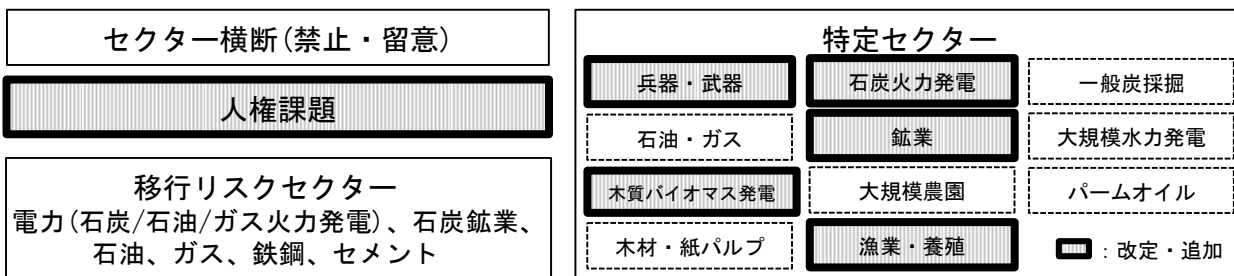 セクター横断(禁止・留意)
人権課題
移行リスクセクター
電力(石炭/石油/ガス火力発電)、石炭鉱業、
石油、ガス、鉄鋼、セメント
特定セクター
兵器・武器
石炭火力発電
一般炭採掘
石油・ガス
鉱業
大規模水力発電
木質バイオマス発電
大規模農園
パームオイル
木材・紙パルプ
漁業・養殖
:改定・追加